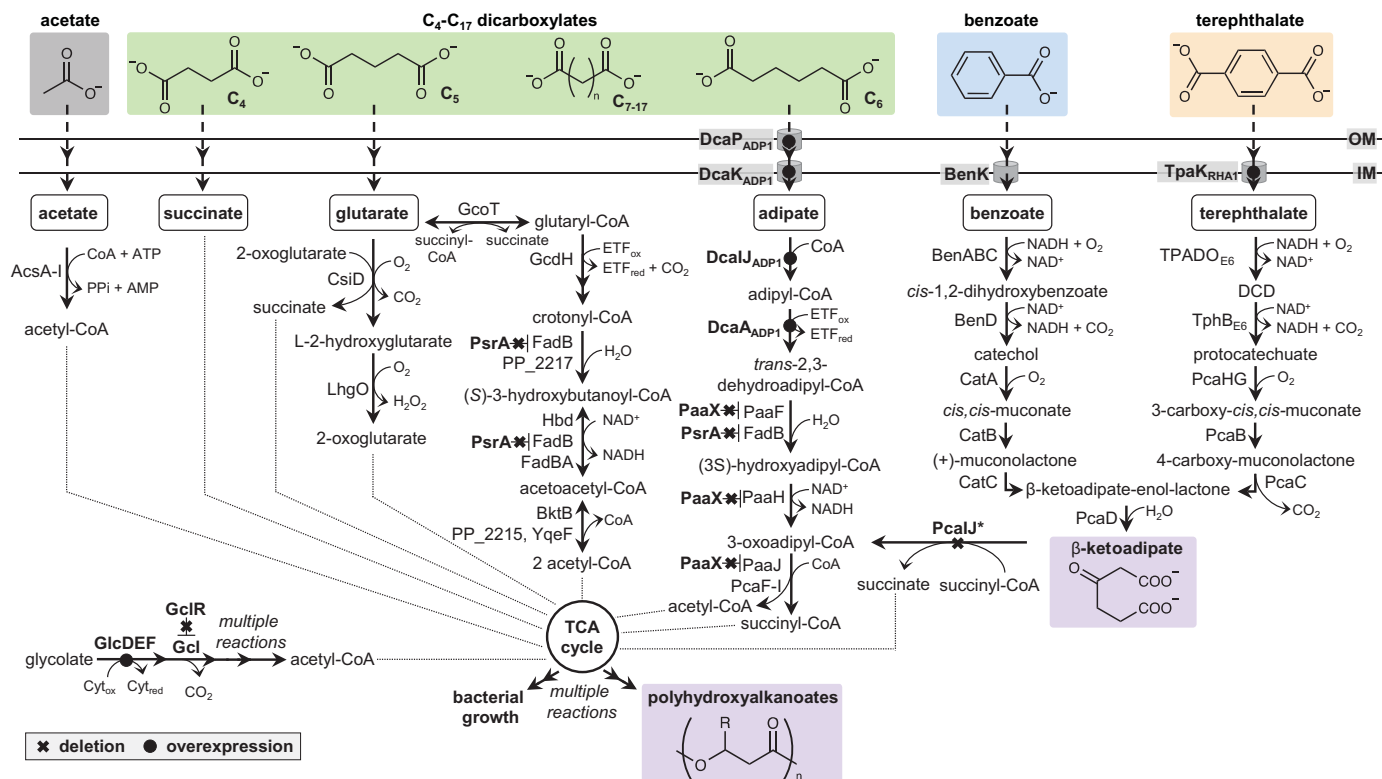 acetate
C4-C17 dicarboxylates
benzoate
terephthalate
O
O⁻
⁻O
O
O
O⁻
C4
⁻O
O
O
O⁻
C5
⁻O
O
O
O⁻
n
C7-17
⁻O
O
O
O⁻
C6
O
O⁻
⁻O
O
O
O⁻
DcaPADP1
OM
DcaKADP1
BenK
TpaKRHA1
IM
acetate
succinate
glutarate
GcoT
succinyl-CoA
succinate
glutaryl-CoA
adipate
benzoate
terephthalate
AcsA-I
CoA + ATP
PPi + AMP
acetyl-CoA
2-oxoglutarate
O2
CsiD
CO2
succinate
L-2-hydroxyglutarate
LhgO
O2
H2O2
2-oxoglutarate
GcdH
ETFox
ETFred + CO2
crotonyl-CoA
PsrA
FadB
PP_2217
H2O
(S)-3-hydroxybutanoyl-CoA
Hbd
PsrA
FadB
FadBA
NAD⁺
NADH
acetoacetyl-CoA
BktB
PP_2215, YqeF
CoA
2 acetyl-CoA
DcaIJADP1
CoA
adipyl-CoA
DcaAADP1
ETFox
ETFred
trans-2,3-
dehydroadipyl-CoA
PaaX
PaaF
PsrA
FadB
H2O
(3S)-hydroxyadipyl-CoA
PaaX
PaaH
NAD⁺
NADH
3-oxoadipyl-CoA
PaaX
PaaJ
PcaF-I
CoA
acetyl-CoA
succinyl-CoA
BenABC
NADH + O2
NAD⁺
cis-1,2-dihydroxybenzoate
BenD
NAD⁺
NADH + CO2
catechol
CatA
O2
cis,cis-muconate
CatB
(+)-muconolactone
CatC
TPADOE6
NADH + O2
NAD⁺
DCD
TphBE6
NAD⁺
NADH + CO2
protocatechuate
PcaHG
O2
3-carboxy-cis,cis-muconate
PcaB
4-carboxy-muconolactone
PcaC
CO2
β-ketoadipate-enol-lactone
PcaD
H2O
PcaIJ*
succinate
succinyl-CoA
β-ketoadipate
O
COO⁻
COO⁻
glycolate
GlcDEF
Cytox
Cytred
GclR
Gcl
CO2
multiple
reactions
acetyl-CoA
TCA
cycle
bacterial
growth
multiple
reactions
polyhydroxyalkanoates
R
O
O
n
deletion
overexpression